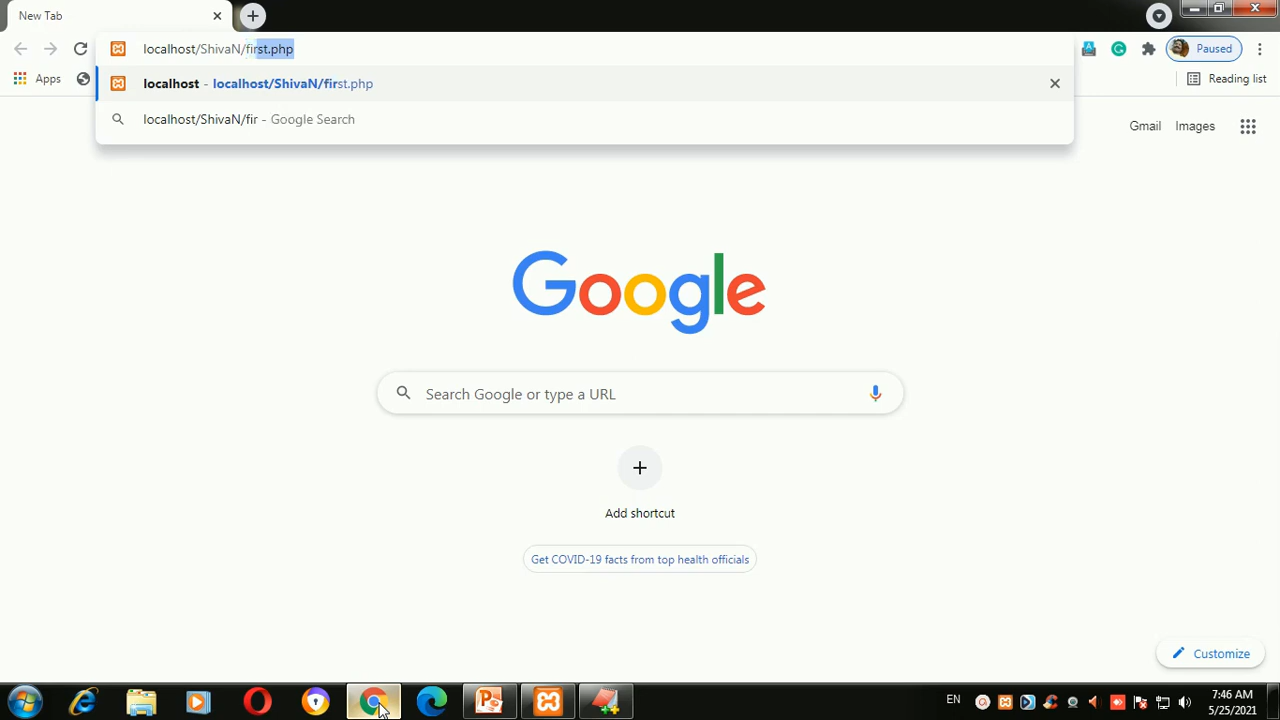 New Tab
localhost/ShivaN/first.php
Paused
localhost - localhost/ShivaN/first.php
Apps
Reading list
localhost/ShivaN/fir - Google Search
Gmail Images
Google
Search Google or type a URL
Add shortcut
Get COVID-19 facts from top health officials
Customize
EN
7:46 AM
5/25/2021